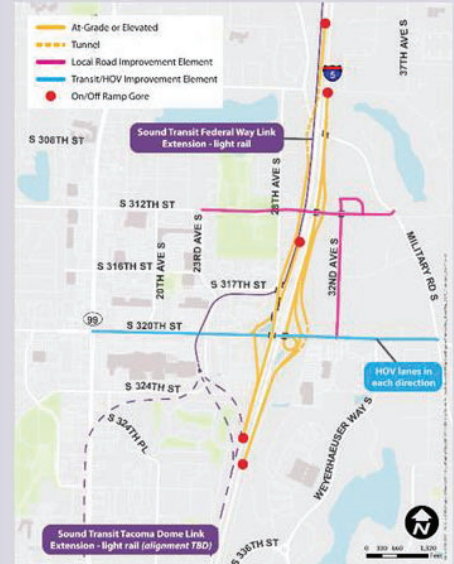 At-Grade or Elevated
Tunnel
Local Road Improvement Element
Transit/HOV Improvement Element
On/Off Ramp Gore
37TH AVE S
5
Sound Transit Federal Way Link
Extension - light rail
S 308TH ST
28TH AVE S
S 312TH ST
23RD AVE S
20TH AVE S
32ND AVE S
MILITARY RD S
S 316TH ST
S 317TH ST
99
S 320TH ST
HOV lanes in
each direction
S 324TH ST
S 324TH PL
WEYERHAEUSER WAY S
Sound Transit Tacoma Dome Link
Extension - light rail (alignment TBD)
S 336TH ST
N
0 330 660 1,320
Feet